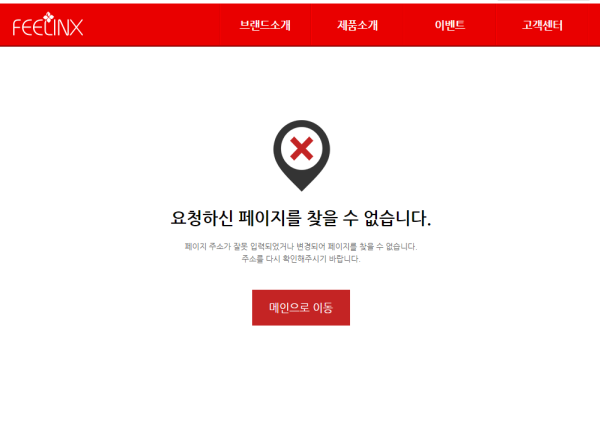 FEELINX
브랜드소개
제품소개
이벤트
고객센터
요청하신 페이지를 찾을 수 없습니다.
페이지 주소가 잘못 입력되었거나 변경되어 페이지를 찾을 수 없습니다.
주소를 다시 확인해주시기 바랍니다.
메인으로 이동